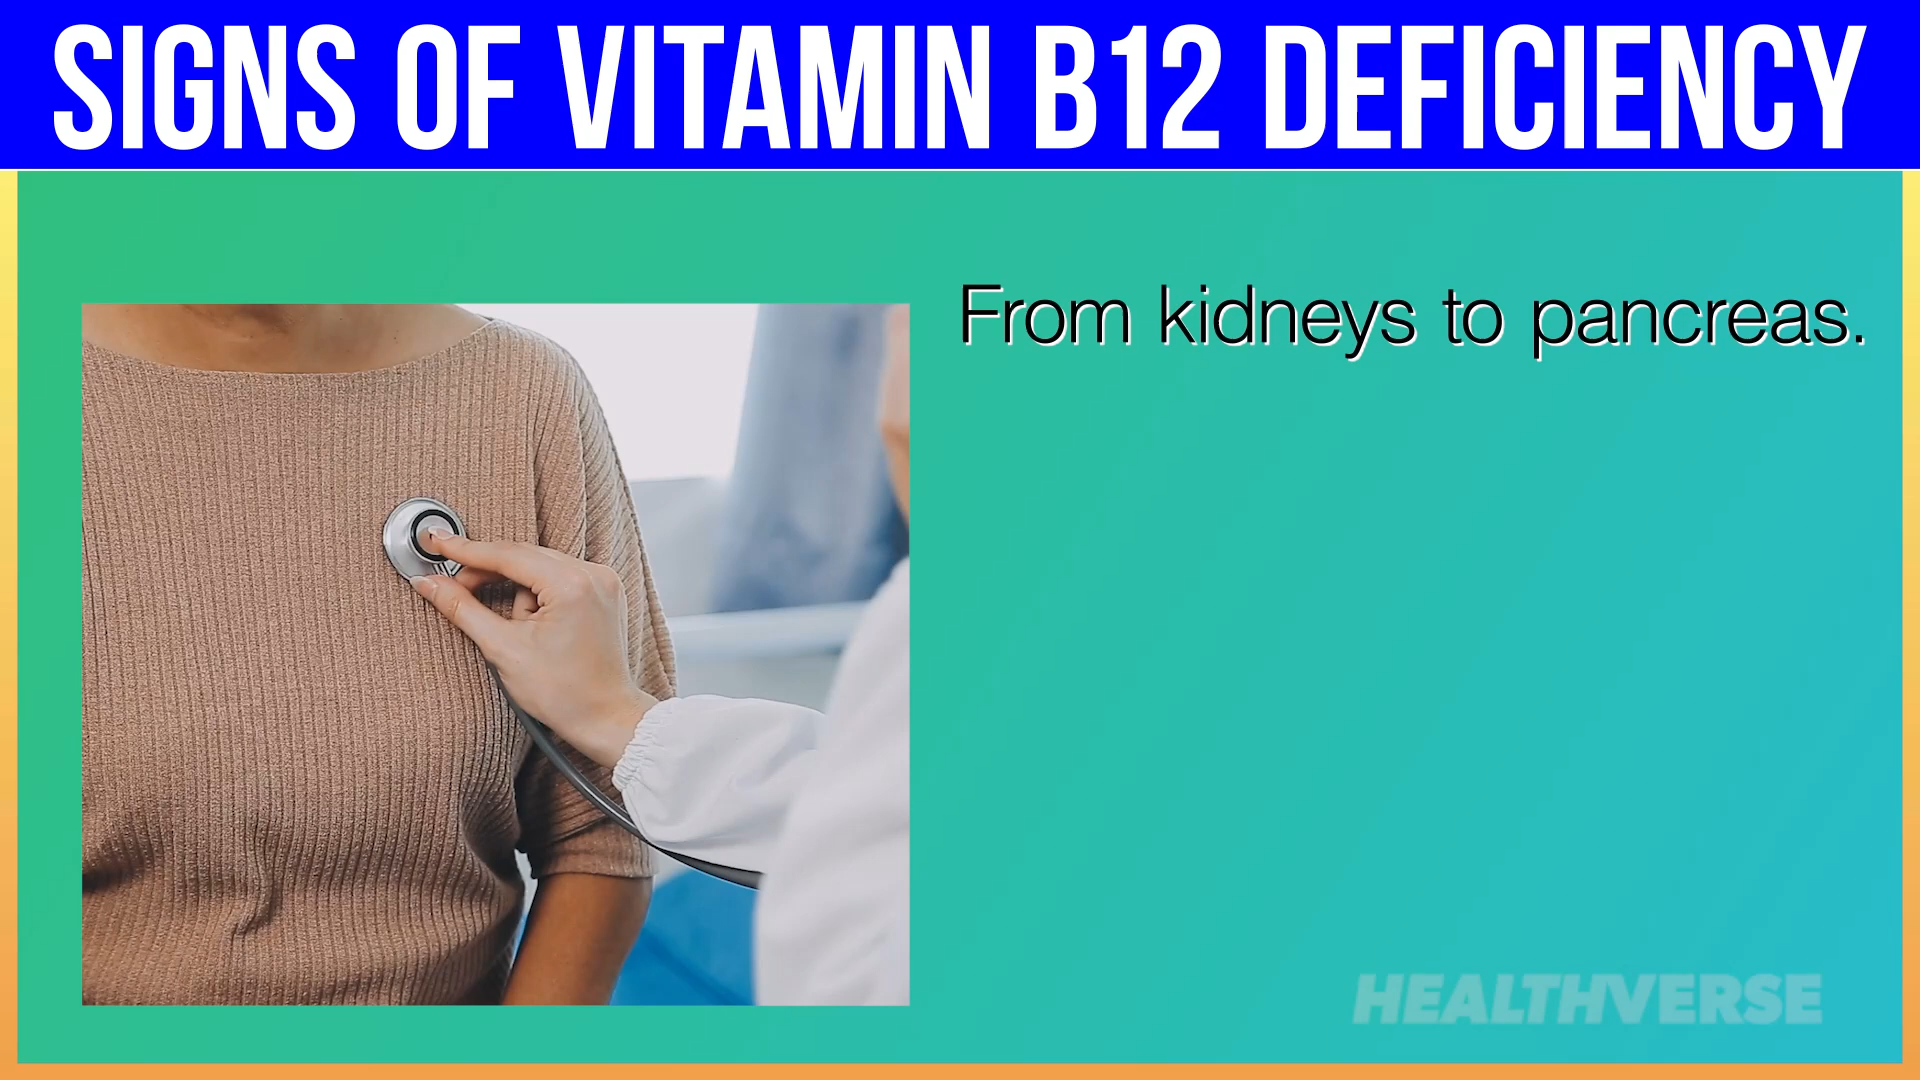 SIGNS OF VITAMIN B12 DEFICIENCY
From kidneys to pancreas.
HEALTHVERSE